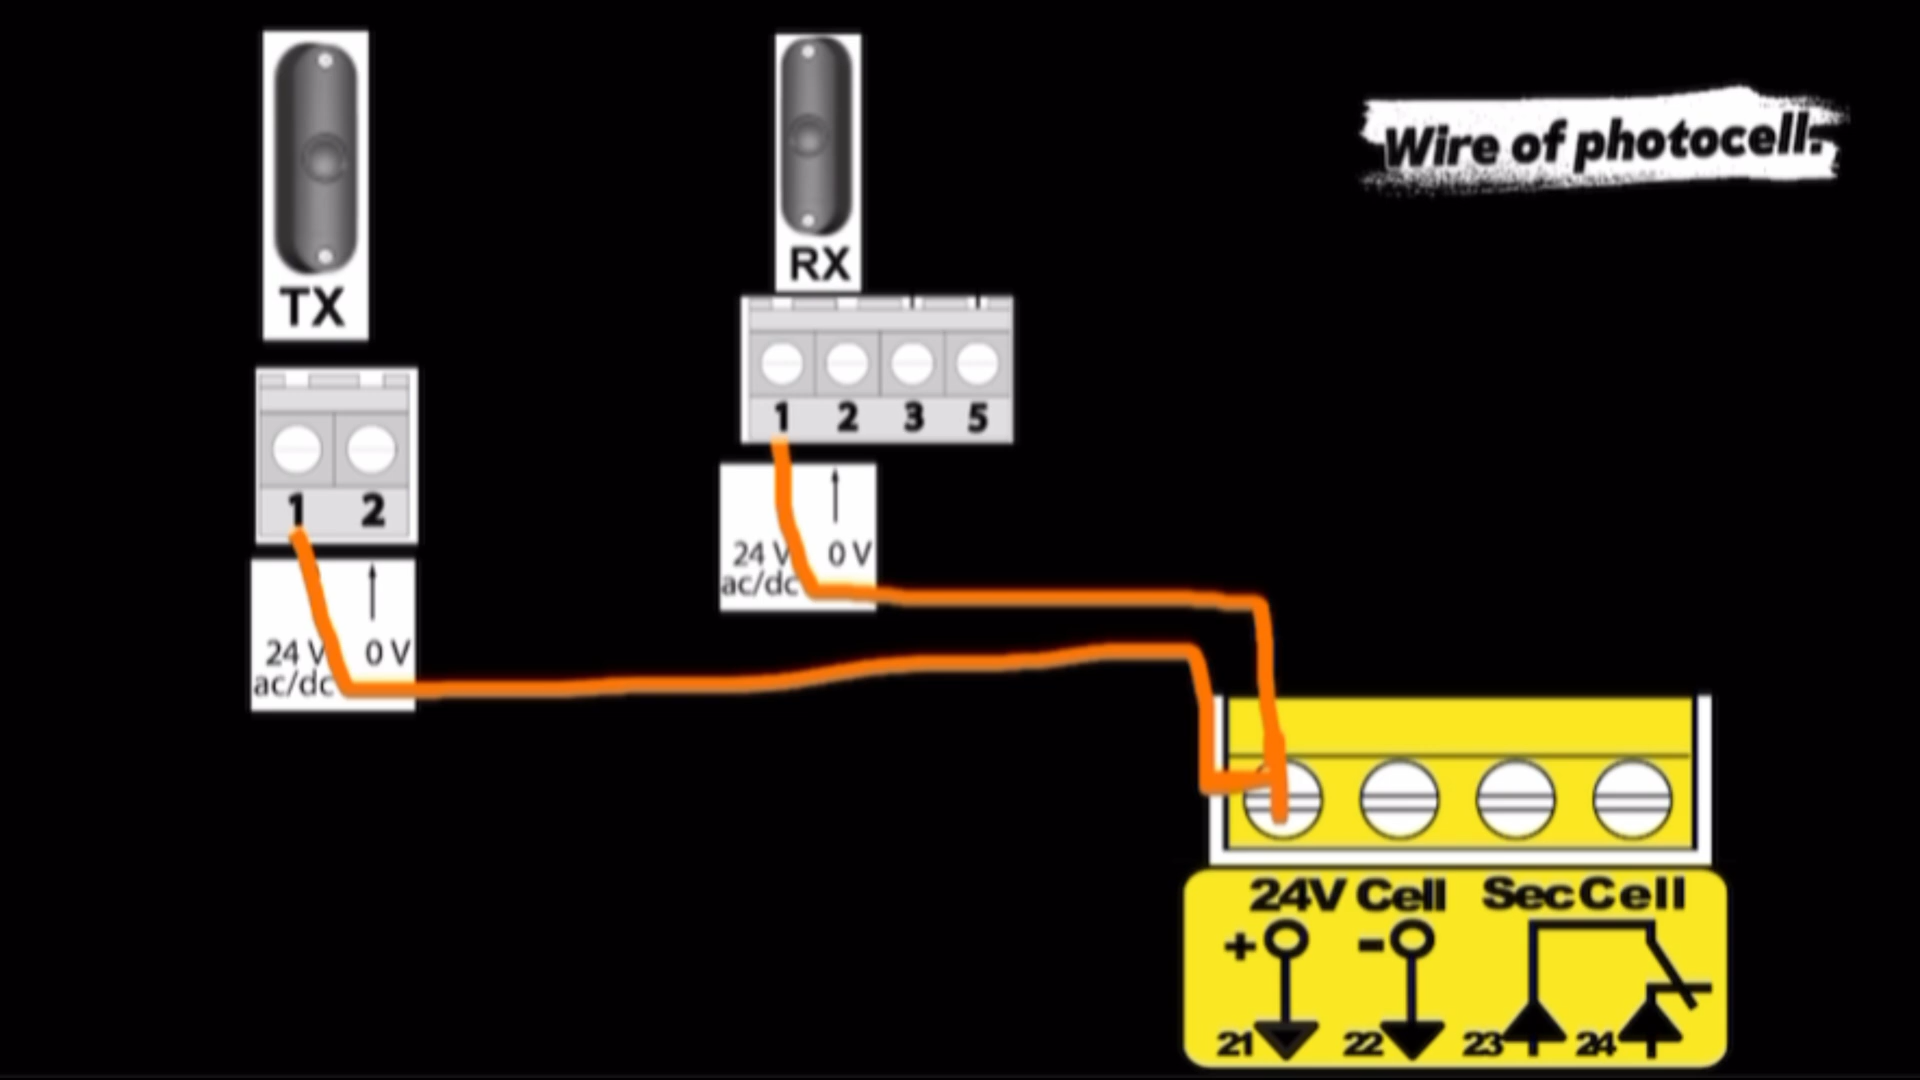 Wire of photocell:
TX
RX
1 2 3 5
1 2
24 V 0 V
ac/dc
24 V 0 V
ac/dc
24V Cell SecCell
+ -
21 22 23 24